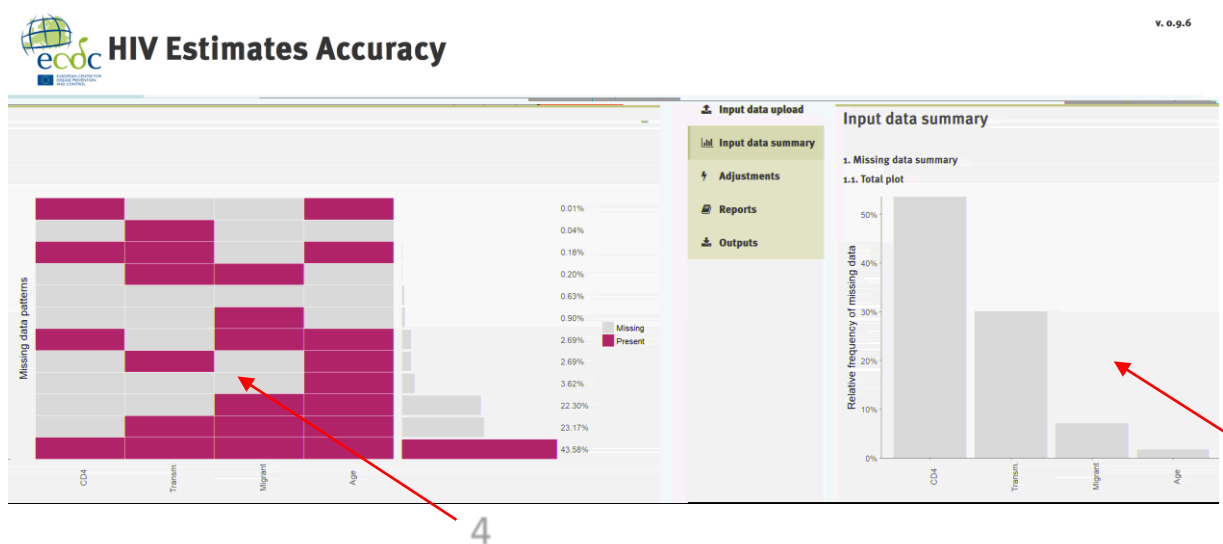 v. 0.9.6
ecdc
EUROPEAN CENTRE FOR
DISEASE PREVENTION
AND CONTROL
HIV Estimates Accuracy
Input data upload
Input data summary
Adjustments
Reports
Outputs
Input data summary
1. Missing data summary
1.1. Total plot
Missing data patterns
0.01%
0.04%
0.18%
0.20%
0.63%
0.90%
2.69%
2.69%
3.62%
22.30%
23.17%
43.58%
Missing
Present
CD4
Transm.
Migrant
Age
Relative frequency of missing data
50%
40%
30%
20%
10%
0%
CD4
Transm.
Migrant
Age
4